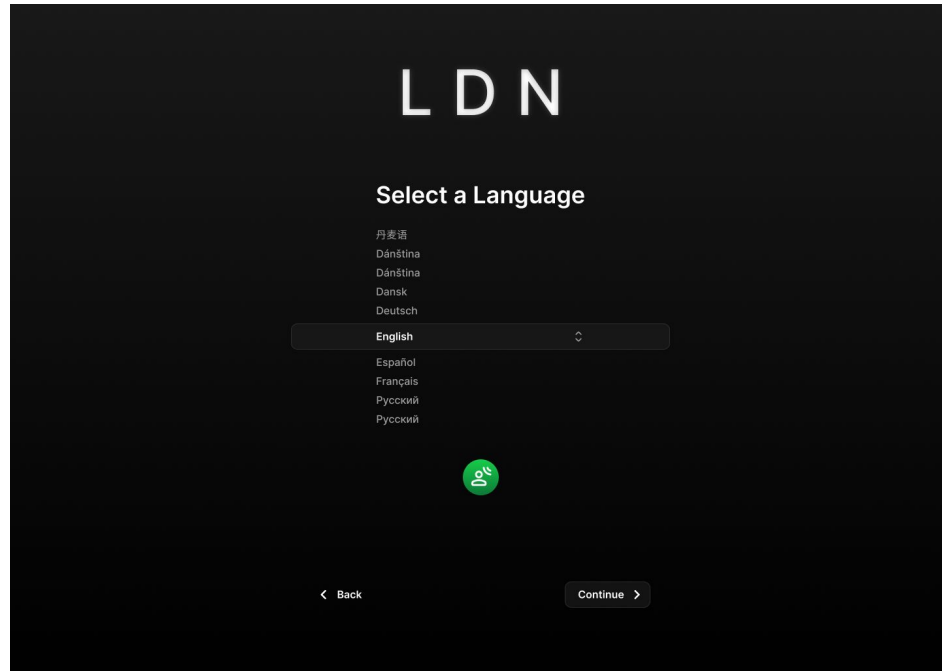 LDN
Select a Language
丹麦语
Dánština
Dánština
Dansk
Deutsch
English
Español
Français
Русский
Русский
Back
Continue